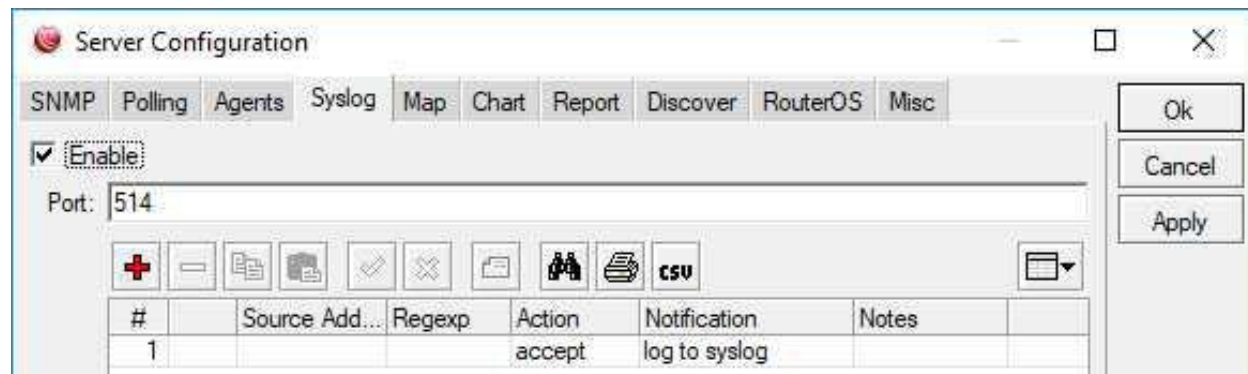 Server Configuration
SNMP Polling Agents Syslog Map Chart Report Discover RouterOS Misc
Ok
Enable
Cancel
Port: 514
Apply
csv
# Source Add... Regexp Action Notification Notes
1 accept log to syslog